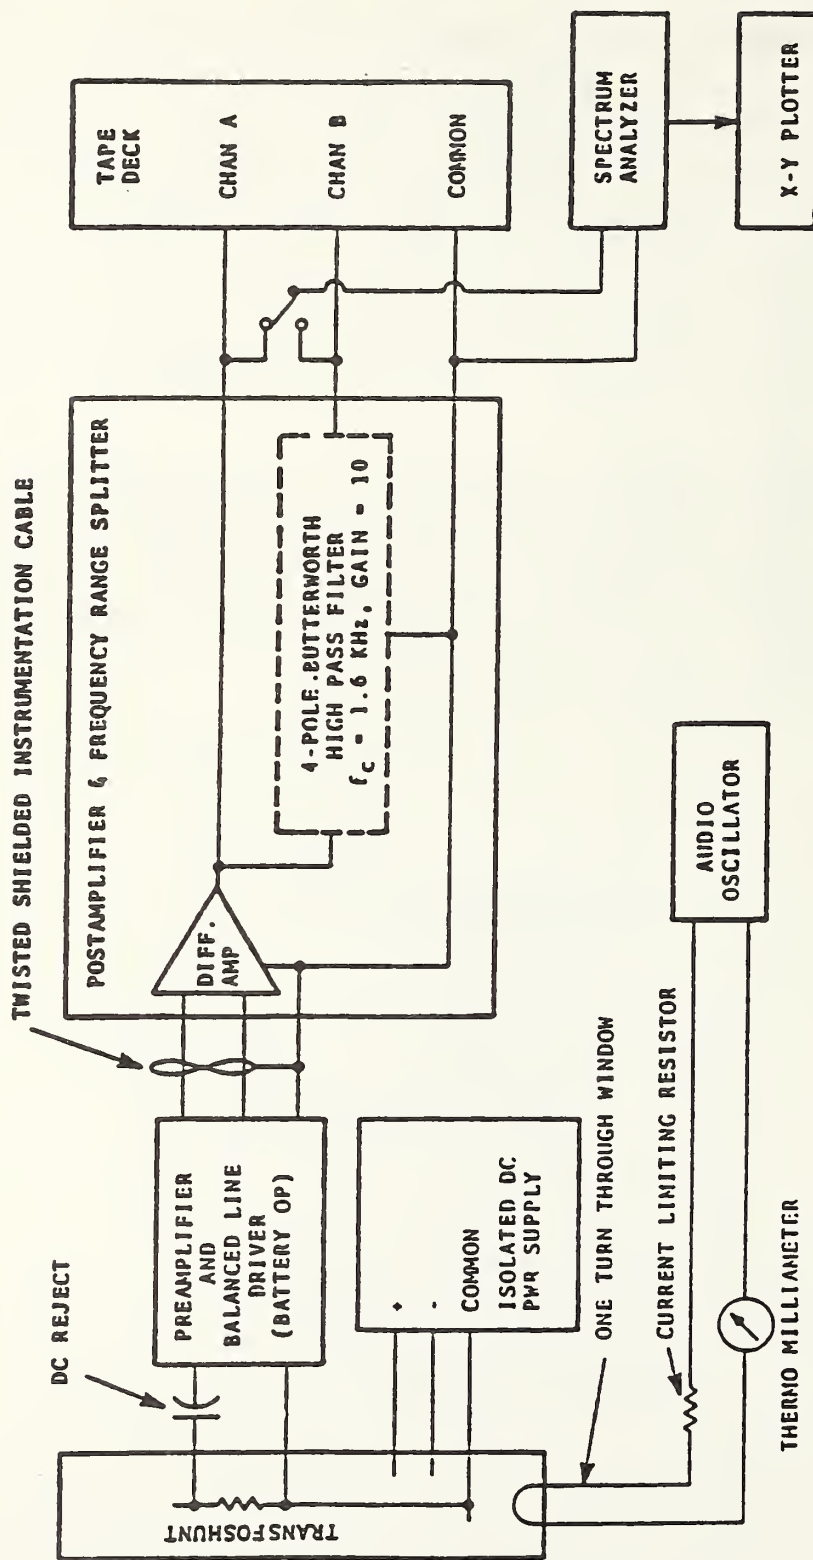 TWISTED SHIELDED INSTRUMENTATION CABLE
DC REJECT
TRANSFOSHUNT
PREAMPLIFIER
AND
BALANCED LINE
DRIVER
(BATTERY OP)
+
-
COMMON
ISOLATED DC
PWR SUPPLY
POSTAMPLIFIER & FREQUENCY RANGE SPLITTER
DIFF.
AMP
4-POLE BUTTERWORTH
HIGH PASS FILTER
fC = 1.6 KHz, GAIN = 10
TAPE
DECK
CHAN A
CHAN B
COMMON
SPECTRUM
ANALYZER
X-Y PLOTTER
ONE TURN THROUGH WINDOW
CURRENT LIMITING RESISTOR
THERMO MILLIAMETER
AUDIO
OSCILLATOR